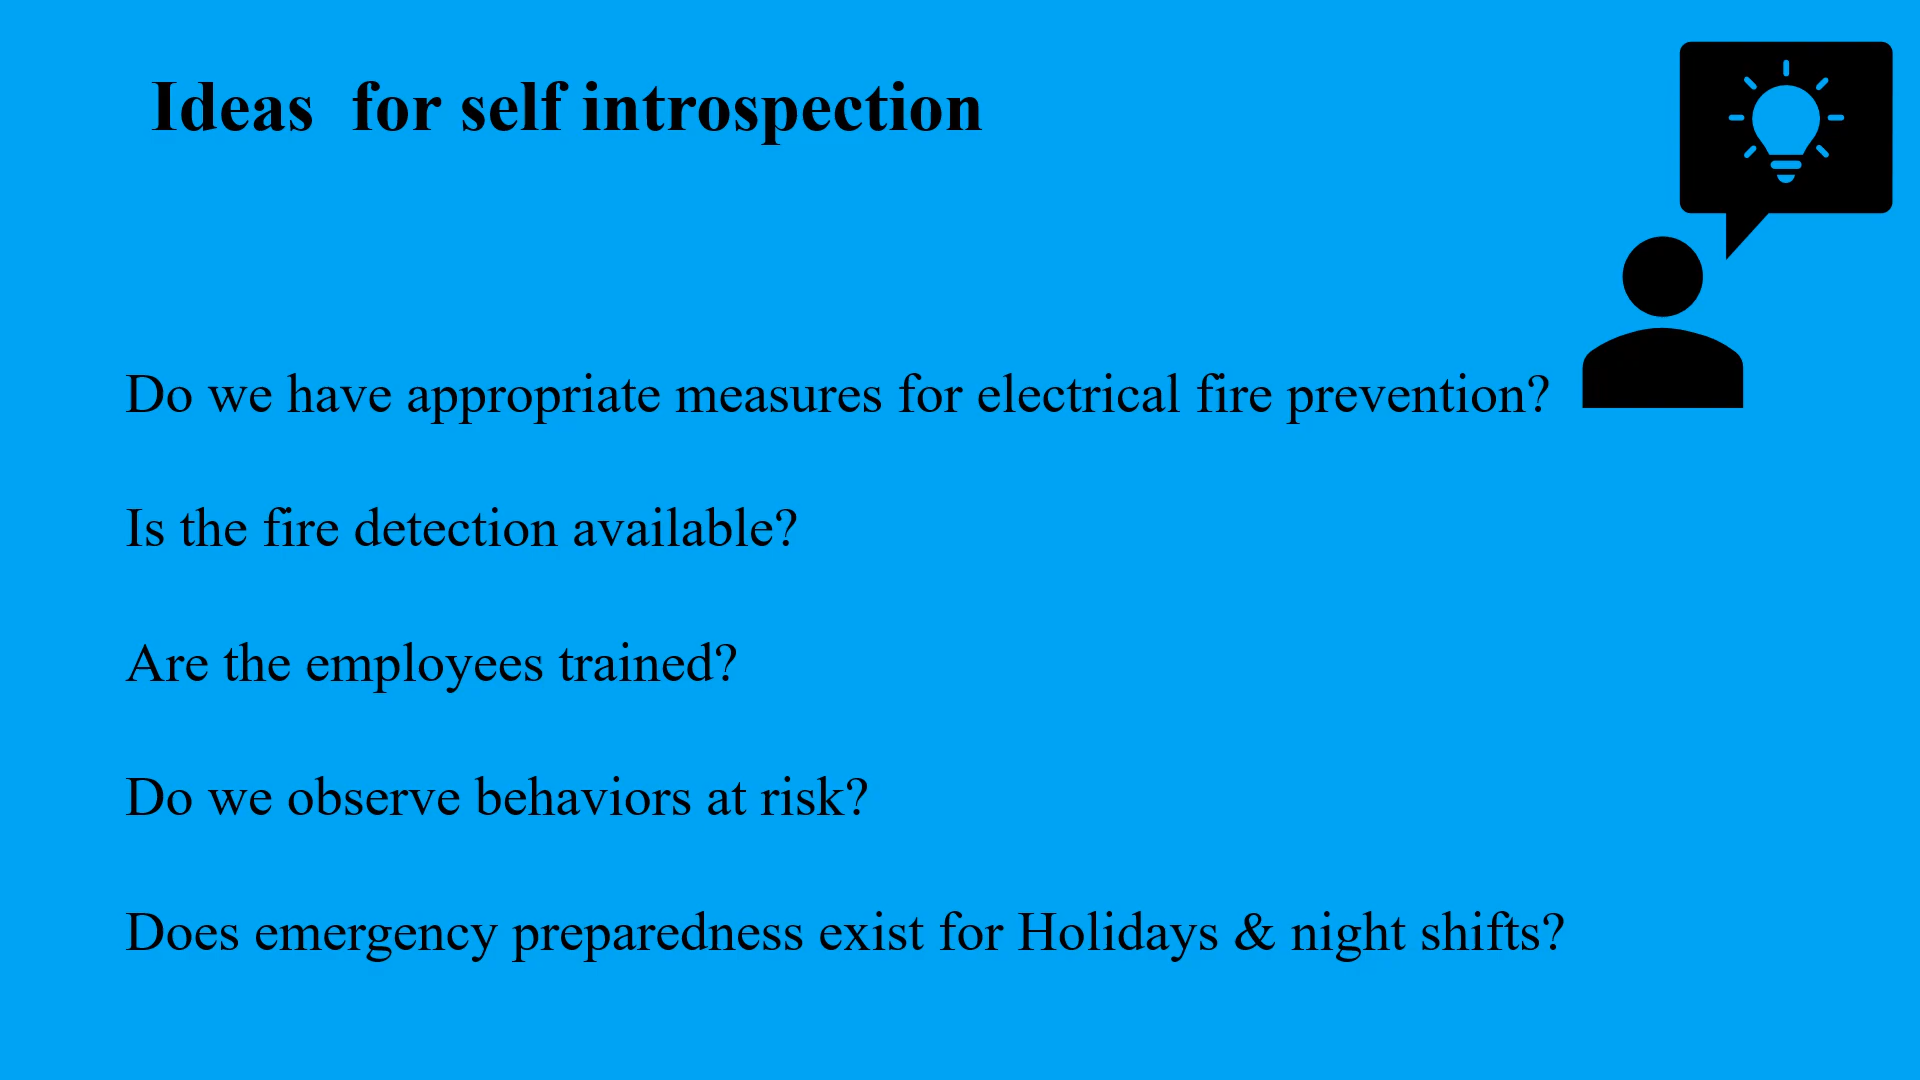 Ideas  for self introspection
Do we have appropriate measures for electrical fire prevention?
Is the fire detection available?
Are the employees trained?
Do we observe behaviors at risk?
Does emergency preparedness exist for Holidays & night shifts?